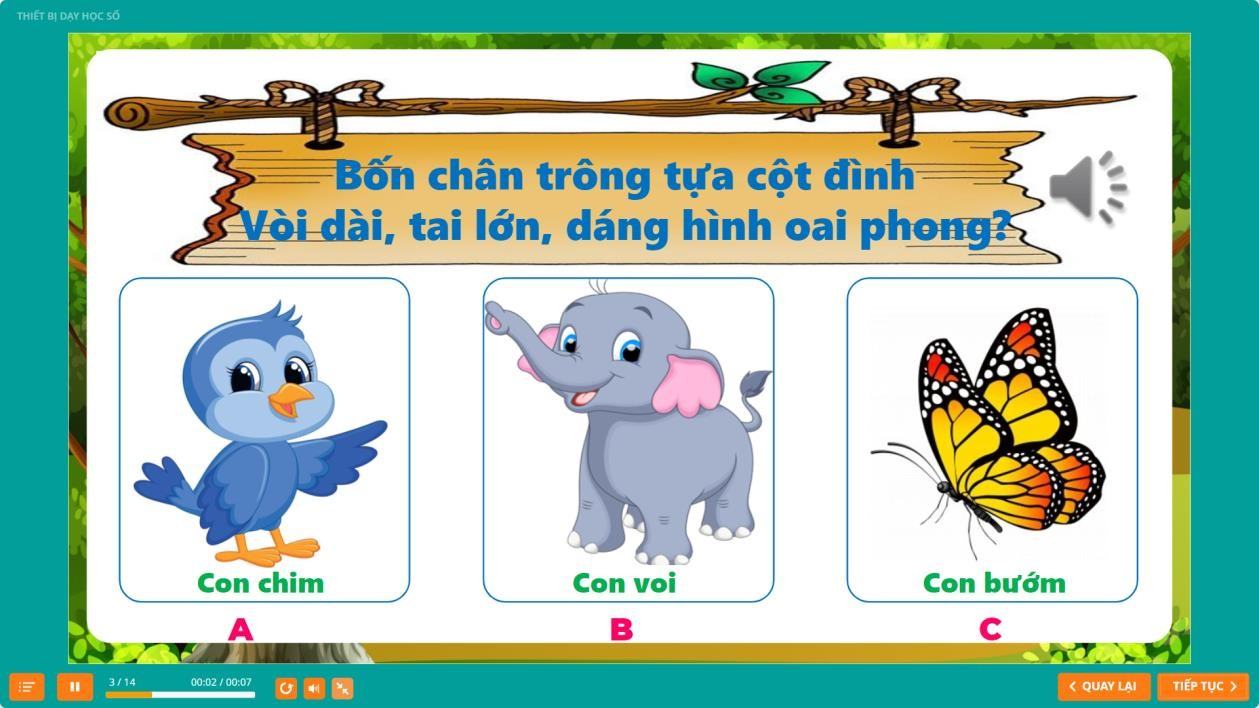 THIẾT BỊ DẠY HỌC SỐ
Bốn chân trông tựa cột đình
Vòi dài, tai lớn, dáng hình oai phong?
Con chim
Con voi
Con bướm
A
B
C
3 / 14
00:02 / 00:07
QUAY LẠI
TIẾP TỤC